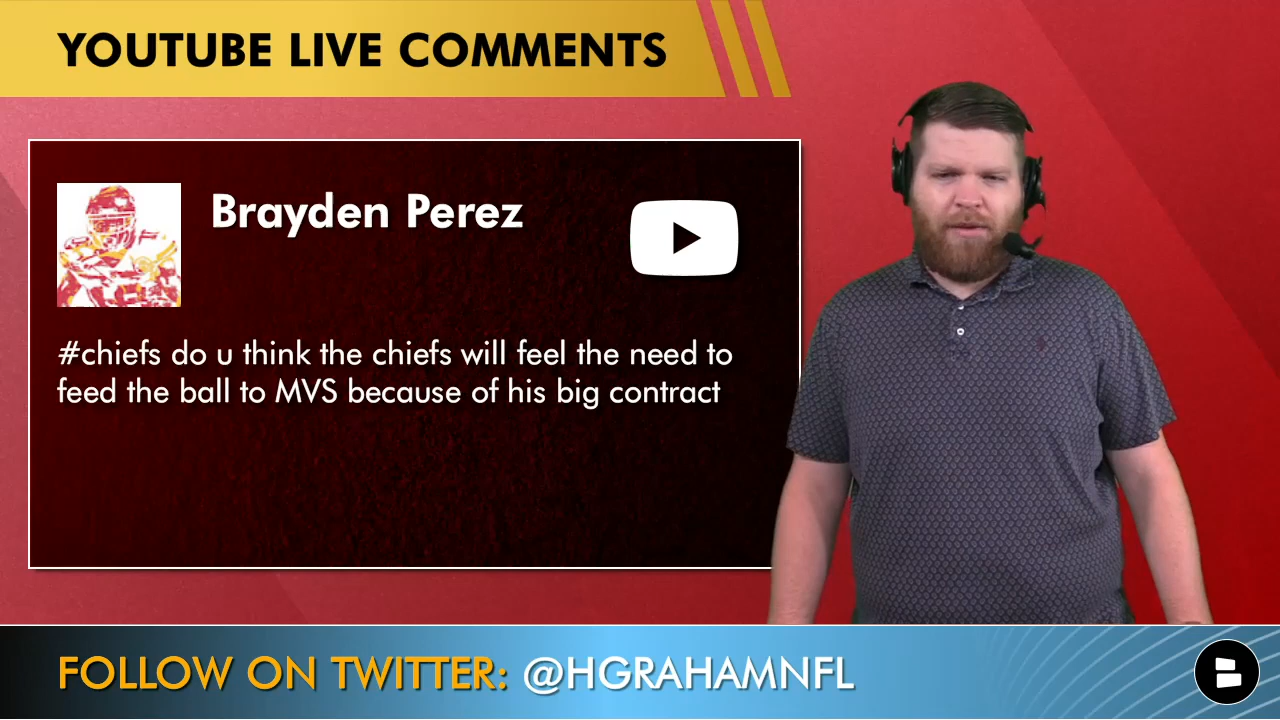 YOUTUBE LIVE COMMENTS
Brayden Perez
#chiefs do u think the chiefs will feel the need to
feed the ball to MVS because of his big contract
FOLLOW ON TWITTER: @HGRAHAMNFL